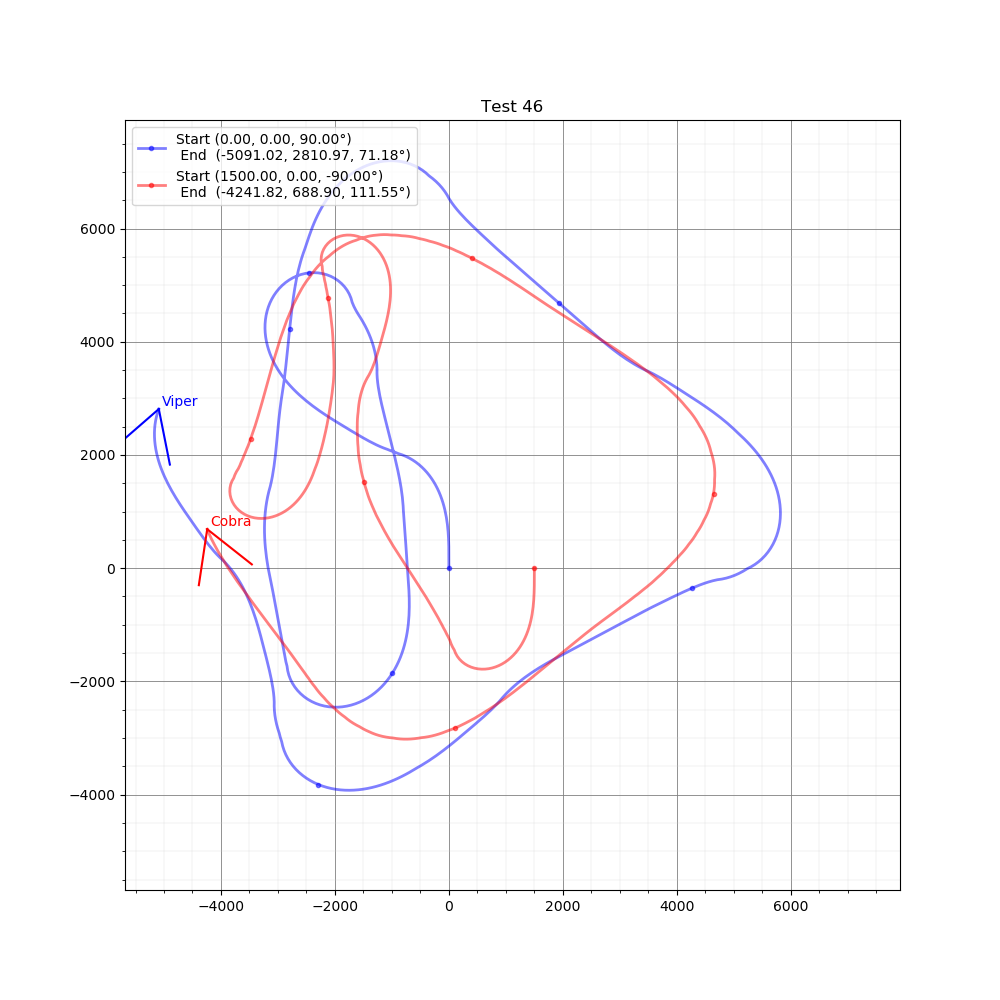 Test 46
Start (0.00, 0.00, 90.00°)
End (-5091.02, 2810.97, 71.18°)
Start (1500.00, 0.00, -90.00°)
End (-4241.82, 688.90, 111.55°)
6000
4000
Viper
2000
Cobra
0
−2000
−4000
−4000 −2000 0 2000 4000 6000